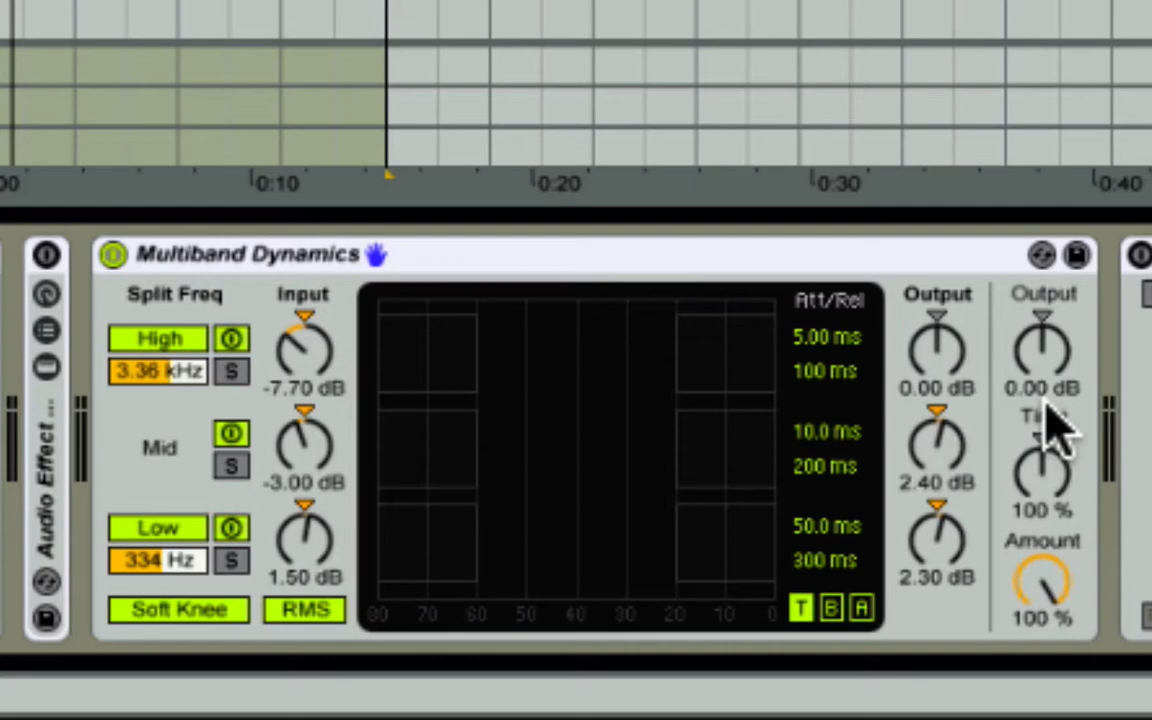 00
0:10
0:20
0:30
0:40
Multiband Dynamics
Audio Effect ...
Split Freq
Input
Att/Rel
Output
Output
High
3.36 kHz
S
-7.70 dB
5.00 ms
100 ms
0.00 dB
0.00 dB
Mid
S
-3.00 dB
10.0 ms
200 ms
2.40 dB
100 %
Low
334 Hz
S
1.50 dB
50.0 ms
300 ms
2.30 dB
Amount
100 %
Soft Knee
RMS
80 70 60 50 40 30 20 10 0
T B A